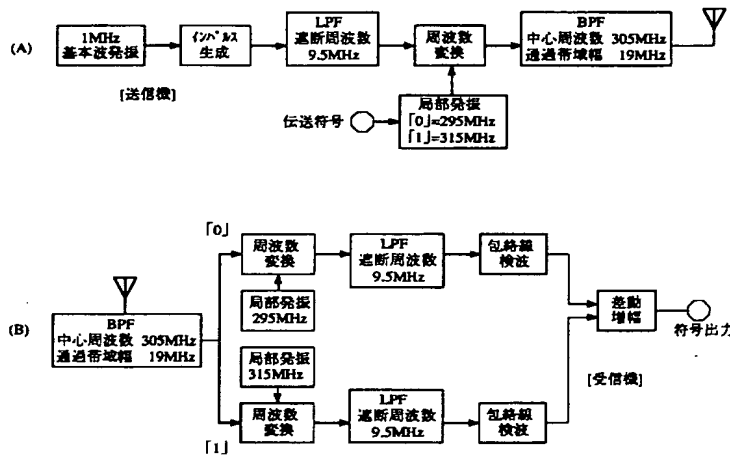 (A)
1MHz
基本波発振
インパルス
生成
LPF
遮断周波数
9.5MHz
周波数
変換
BPF
中心周波数 305MHz
通過帯域幅 19MHz
[送信機]
伝送符号
局部発振
「0」=295MHz
「1」=315MHz
(B)
BPF
中心周波数 305MHz
通過帯域幅 19MHz
「0」
周波数
変換
局部発振
295MHz
LPF
遮断周波数
9.5MHz
包絡線
検波
局部発振
315MHz
周波数
変換
「1」
LPF
遮断周波数
9.5MHz
包絡線
検波
差動
増幅
符号出力
[受信機]